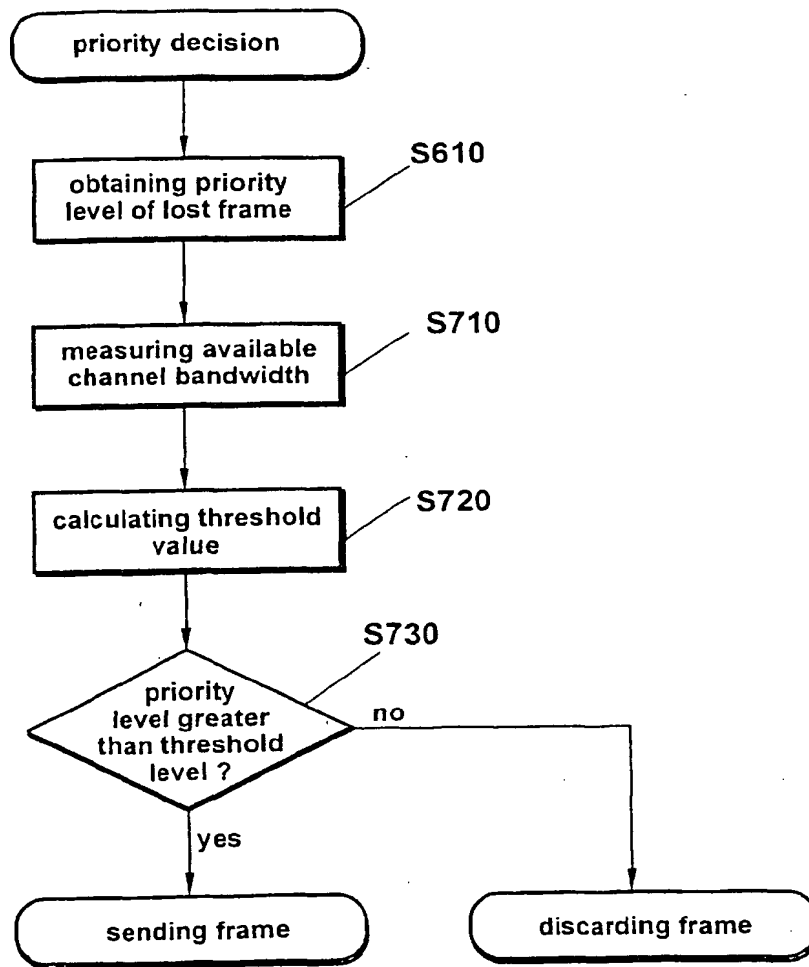 priority decision
S610
obtaining priority
level of lost frame
S710
measuring available
channel bandwidth
S720
calculating threshold
value
S730
priority
level greater
than threshold
level ?
no
yes
sending frame
discarding frame